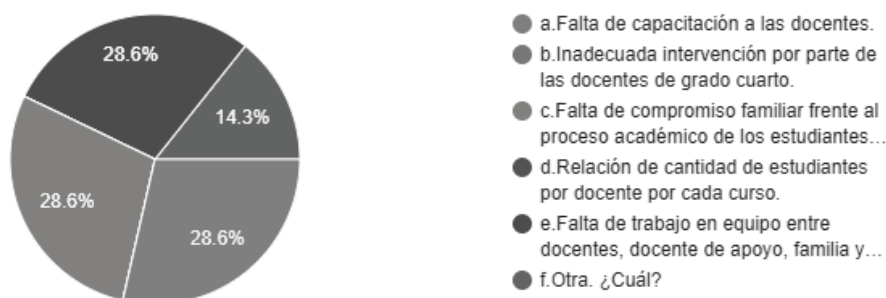 28.6%
14.3%
28.6%
28.6%
a.Falta de capacitación a las docentes.
b.Inadecuada intervención por parte de
las docentes de grado cuarto.
c.Falta de compromiso familiar frente al
proceso académico de los estudiantes…
d.Relación de cantidad de estudiantes
por docente por cada curso.
e.Falta de trabajo en equipo entre
docentes, docente de apoyo, familia y…
f.Otra. ¿Cuál?